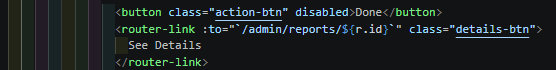 <button class="action-btn" disabled>Done</button>
<router-link :to="`/admin/reports/${r.id}`" class="details-btn">
See Details
</router-link>